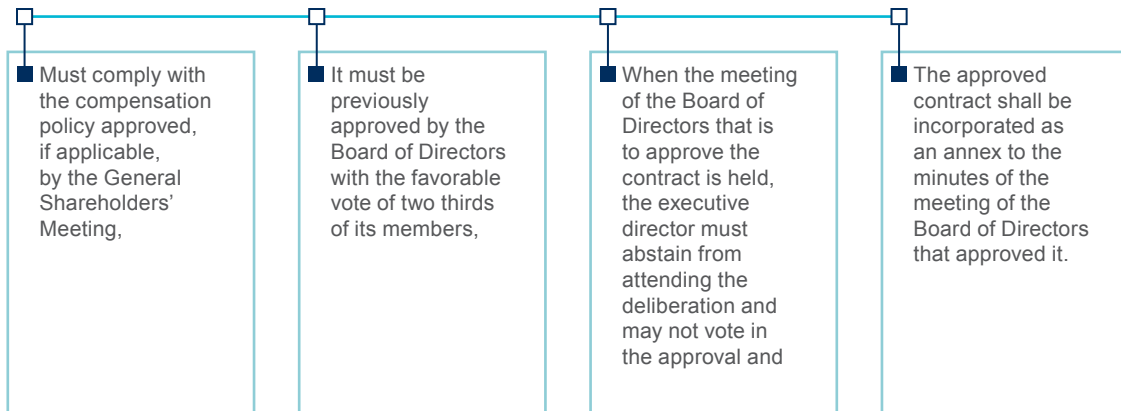 Must comply with
the compensation
policy approved,
if applicable,
by the General
Shareholders’
Meeting,
It must be
previously
approved by the
Board of Directors
with the favorable
vote of two thirds
of its members,
When the meeting
of the Board of
Directors that is
to approve the
contract is held,
the executive
director must
abstain from
attending the
deliberation and
may not vote in
the approval and
The approved
contract shall be
incorporated as
an annex to the
minutes of the
meeting of the
Board of Directors
that approved it.